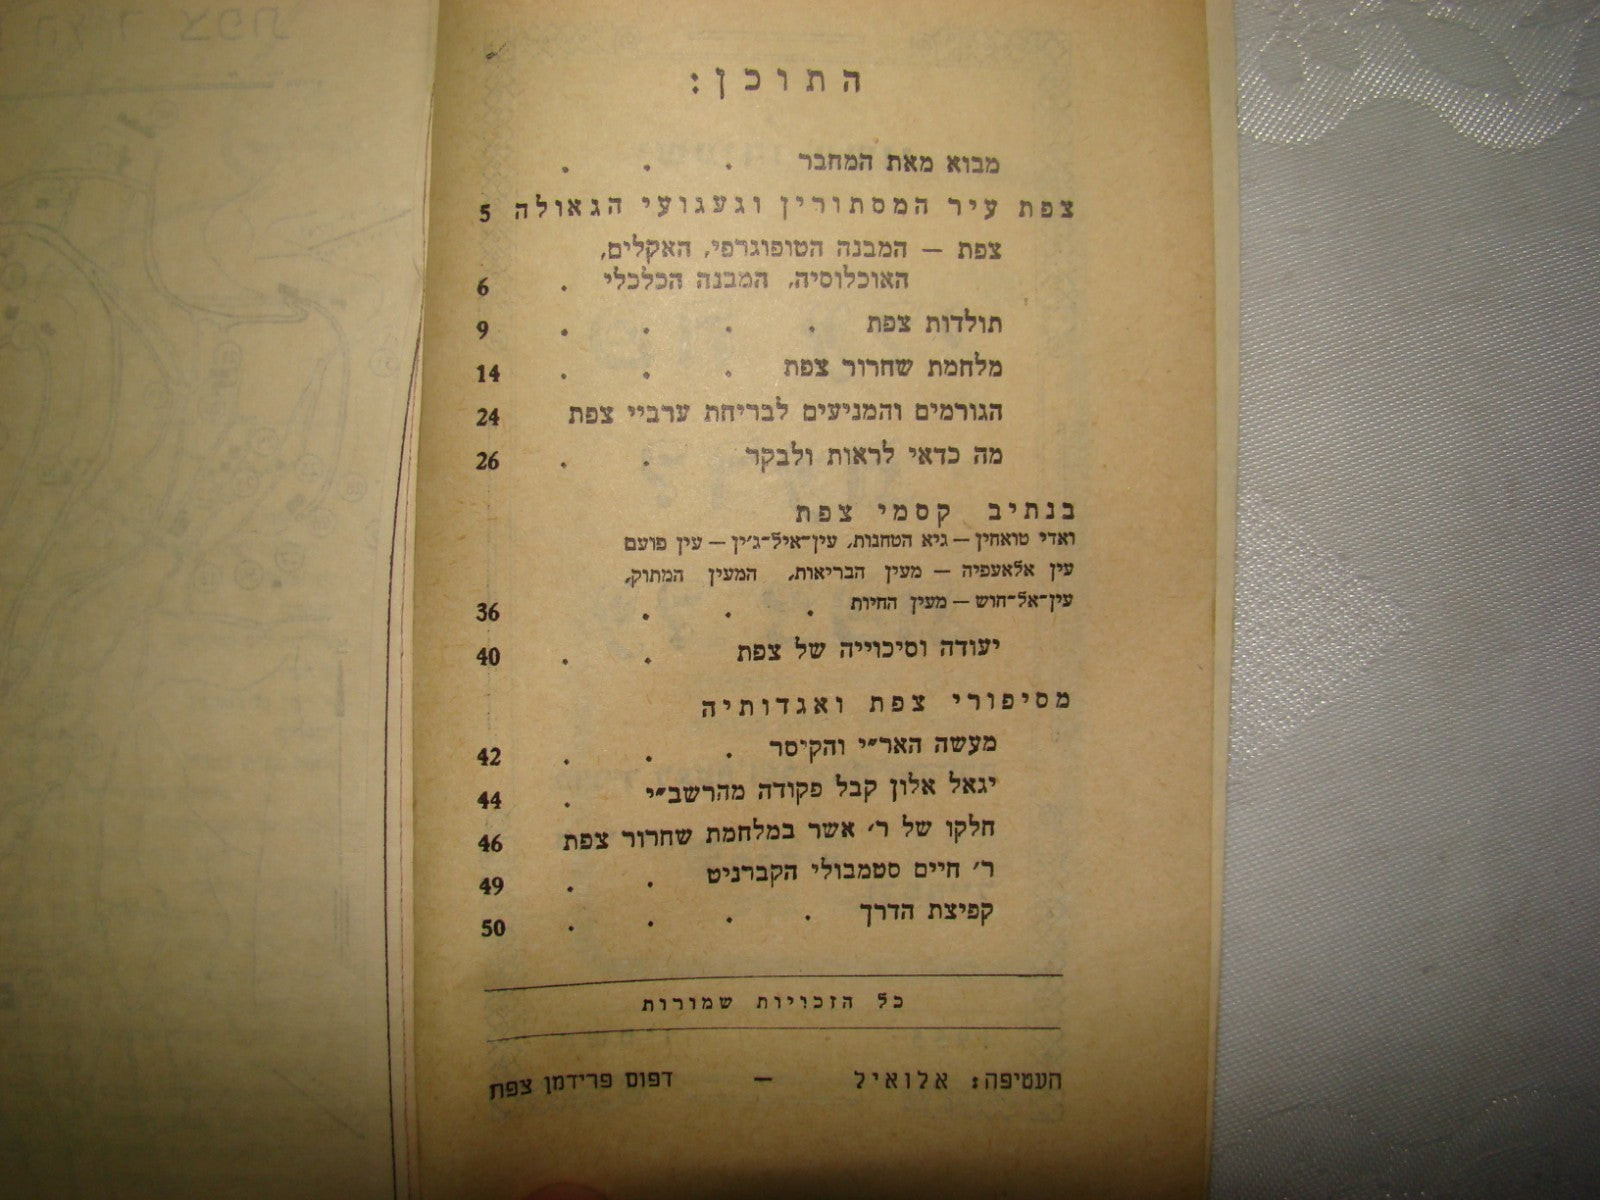 התוכן:
מבוא מאת המחבר . . .
צפת עיר המסתורין וגעגועי הגאולה 5
צפת — המבנה הטופוגרפי, האקלים,
האוכלוסיה, המבנה הכלכלי . 6
תולדות צפת . . . . 9
מלחמת שחרור צפת . . . 14
הגורמים והמניעים לבריחת ערביי צפת 24
מה כדאי לראות ולבקר . . 26
בנתיב קסמי צפת
ואדי טואחין — גיא הטחנות, עין־איל־ג׳ין — עין פועם
עין אלאעפיה — מעין הבריאות, המעין המתוק,
עין־אל־חוש — מעין החיות . . . 36
יעודה וסיכוייה של צפת . . 40
מסיפורי צפת ואגדותיה
מעשה האר״י והקיסר . . . 42
יגאל אלון קבל פקודה מהרשב״י . 44
חלקו של ר׳ אשר במלחמת שחרור צפת 46
ר׳ חיים סטמבולי הקברניט . . 49
קפיצת הדרך . . . . 50
כל הזכויות שמורות
העטיפה: אלואיל — דפוס פרידמן צפת